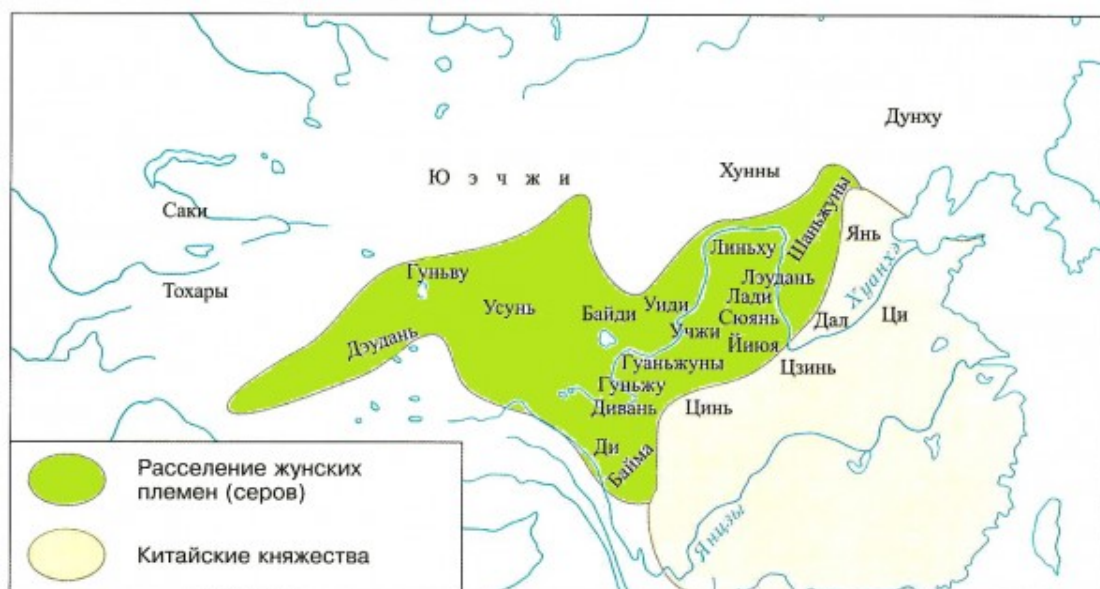 Дунху
Хунны
Юэчжи
Саки
Шаньжуны
Янь
Линьху
Хуанхэ
Гуньву
Лэудань
Тохары
Лади
Уиди
Усунь
Байди
Сюянь
Ци
Дал
Учжи
Дэудань
Йиюя
Гуаньжуны
Цзинь
Гуньжу
Дивань
Цинь
Ди
Байма
Янцзы
Расселение жунских
племен (серов)
Китайские княжества